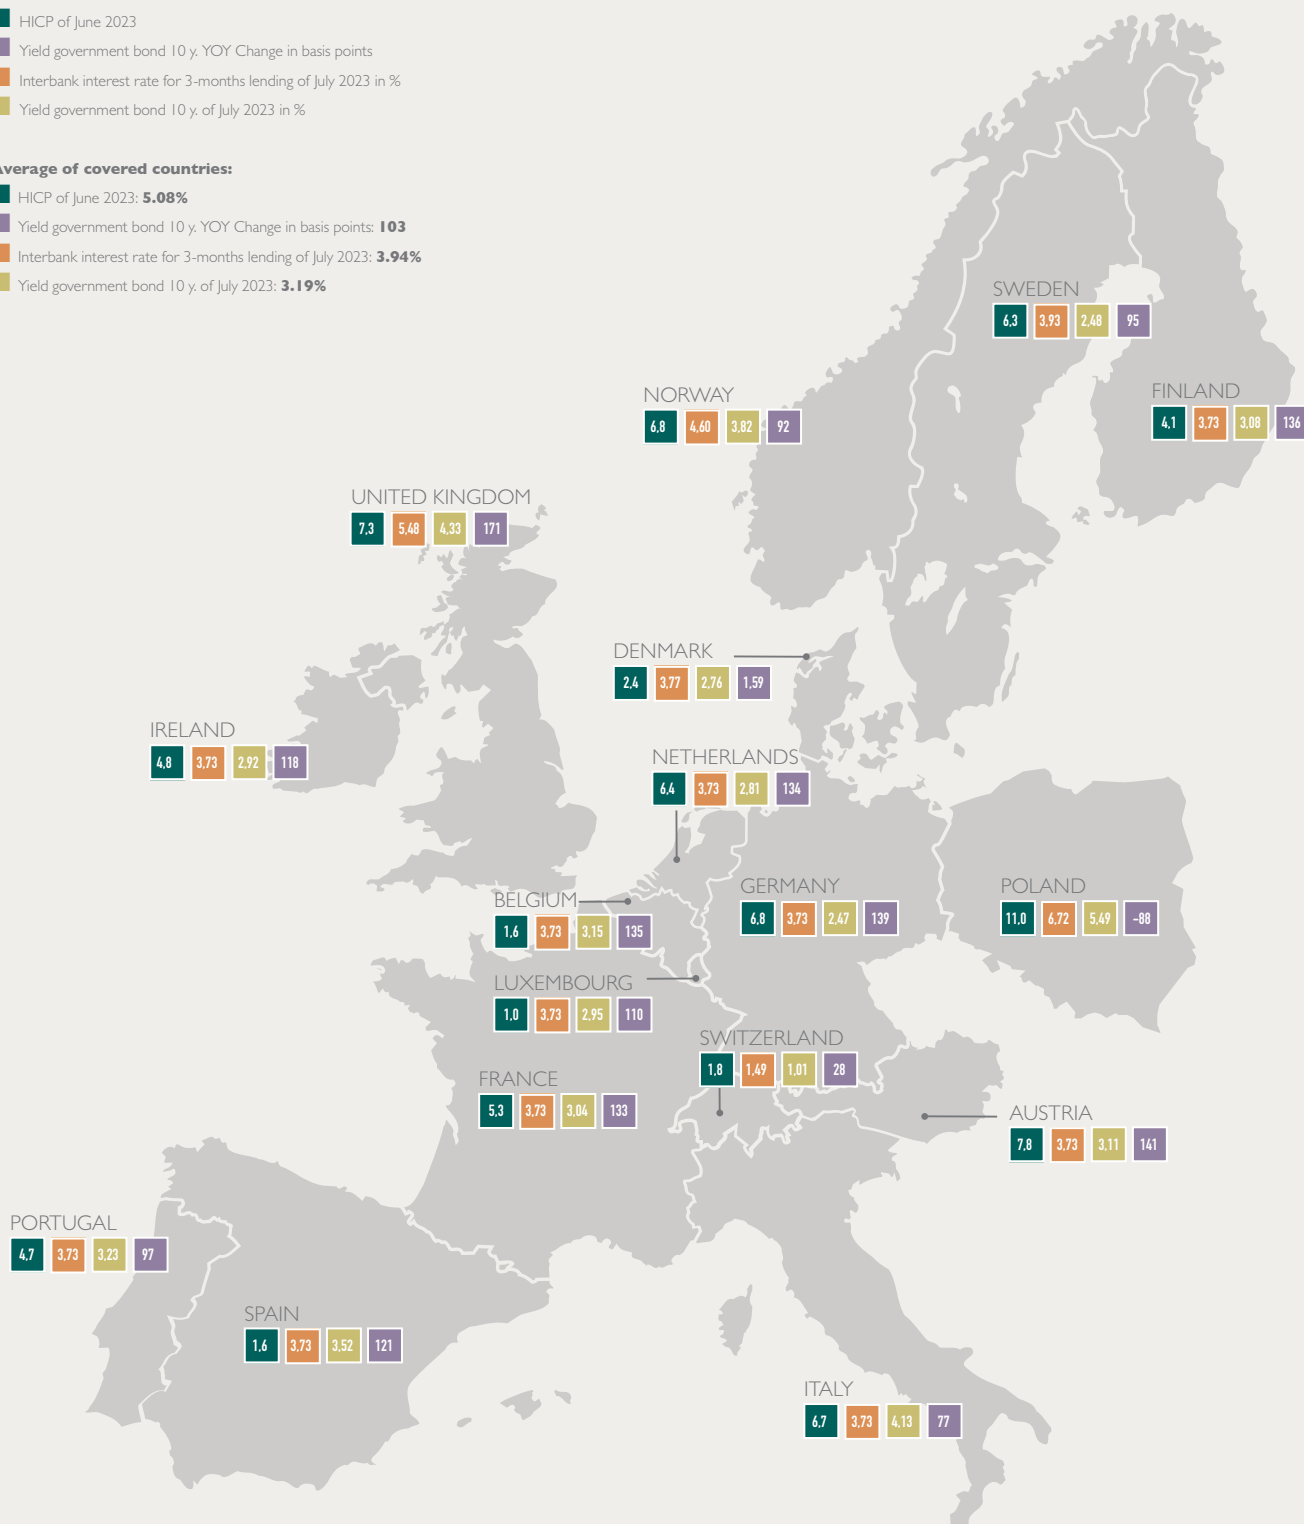 HICP of June 2023
Yield government bond 10 y. YOY Change in basis points
Interbank interest rate for 3-months lending of July 2023 in %
Yield government bond 10 y. of July 2023 in %
Average of covered countries:
HICP of June 2023: 5.08%
Yield government bond 10 y. YOY Change in basis points: 103
Interbank interest rate for 3-months lending of July 2023: 3.94%
Yield government bond 10 y. of July 2023: 3.19%
SWEDEN
6,3 3,93 2,48 95
NORWAY
6,8 4,60 3,82 92
FINLAND
4,1 3,73 3,08 136
UNITED KINGDOM
7,3 5,48 4,33 171
DENMARK
2,4 3,77 2,76 1,59
IRELAND
4,8 3,73 2,92 118
NETHERLANDS
6,4 3,73 2,81 134
GERMANY
6,8 3,73 2,47 139
POLAND
11,0 6,72 5,49 -88
BELGIUM
1,6 3,73 3,15 135
LUXEMBOURG
1,0 3,73 2,95 110
SWITZERLAND
1,8 1,49 1,01 28
FRANCE
5,3 3,73 3,04 133
AUSTRIA
7,8 3,73 3,11 141
PORTUGAL
4,7 3,73 3,23 97
SPAIN
1,6 3,73 3,52 121
ITALY
6,7 3,73 4,13 77